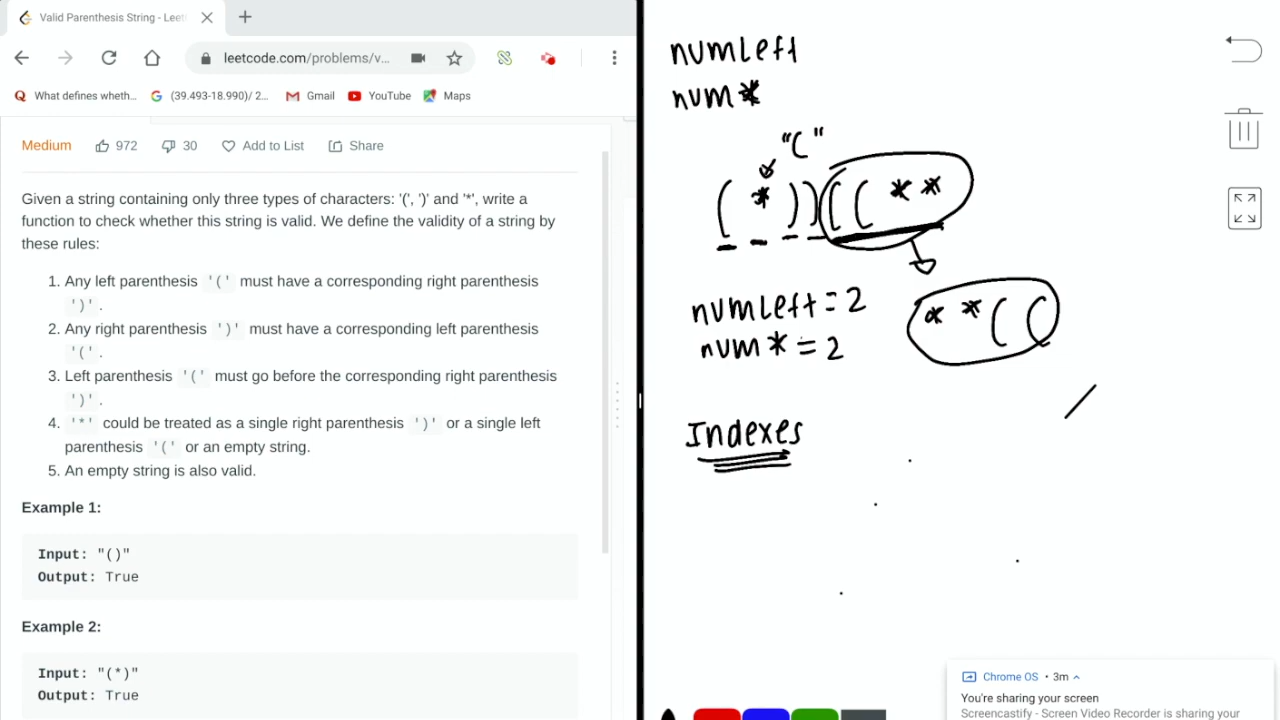 Valid Parenthesis String - Leet
leetcode.com/problems/v...
What defines wheth...
(39.493-18.990)/ 2...
Gmail
YouTube
Maps
Medium
972
30
Add to List
Share
Given a string containing only three types of characters: '(', ')' and '*', write a
function to check whether this string is valid. We define the validity of a string by
these rules:
1. Any left parenthesis '(' must have a corresponding right parenthesis
')'.
2. Any right parenthesis ')' must have a corresponding left parenthesis
'('.
3. Left parenthesis '(' must go before the corresponding right parenthesis
')'.
4. '*' could be treated as a single right parenthesis ')' or a single left
parenthesis '(' or an empty string.
5. An empty string is also valid.
Example 1:
Input: "()"
Output: True
Example 2:
Input: "(*)"
Output: True
numLeft
num*
"("
(*))((**
numLeft=2
num*=2
**((
Indexes
Chrome OS • 3m
You're sharing your screen
Screencastify - Screen Video Recorder is sharing your